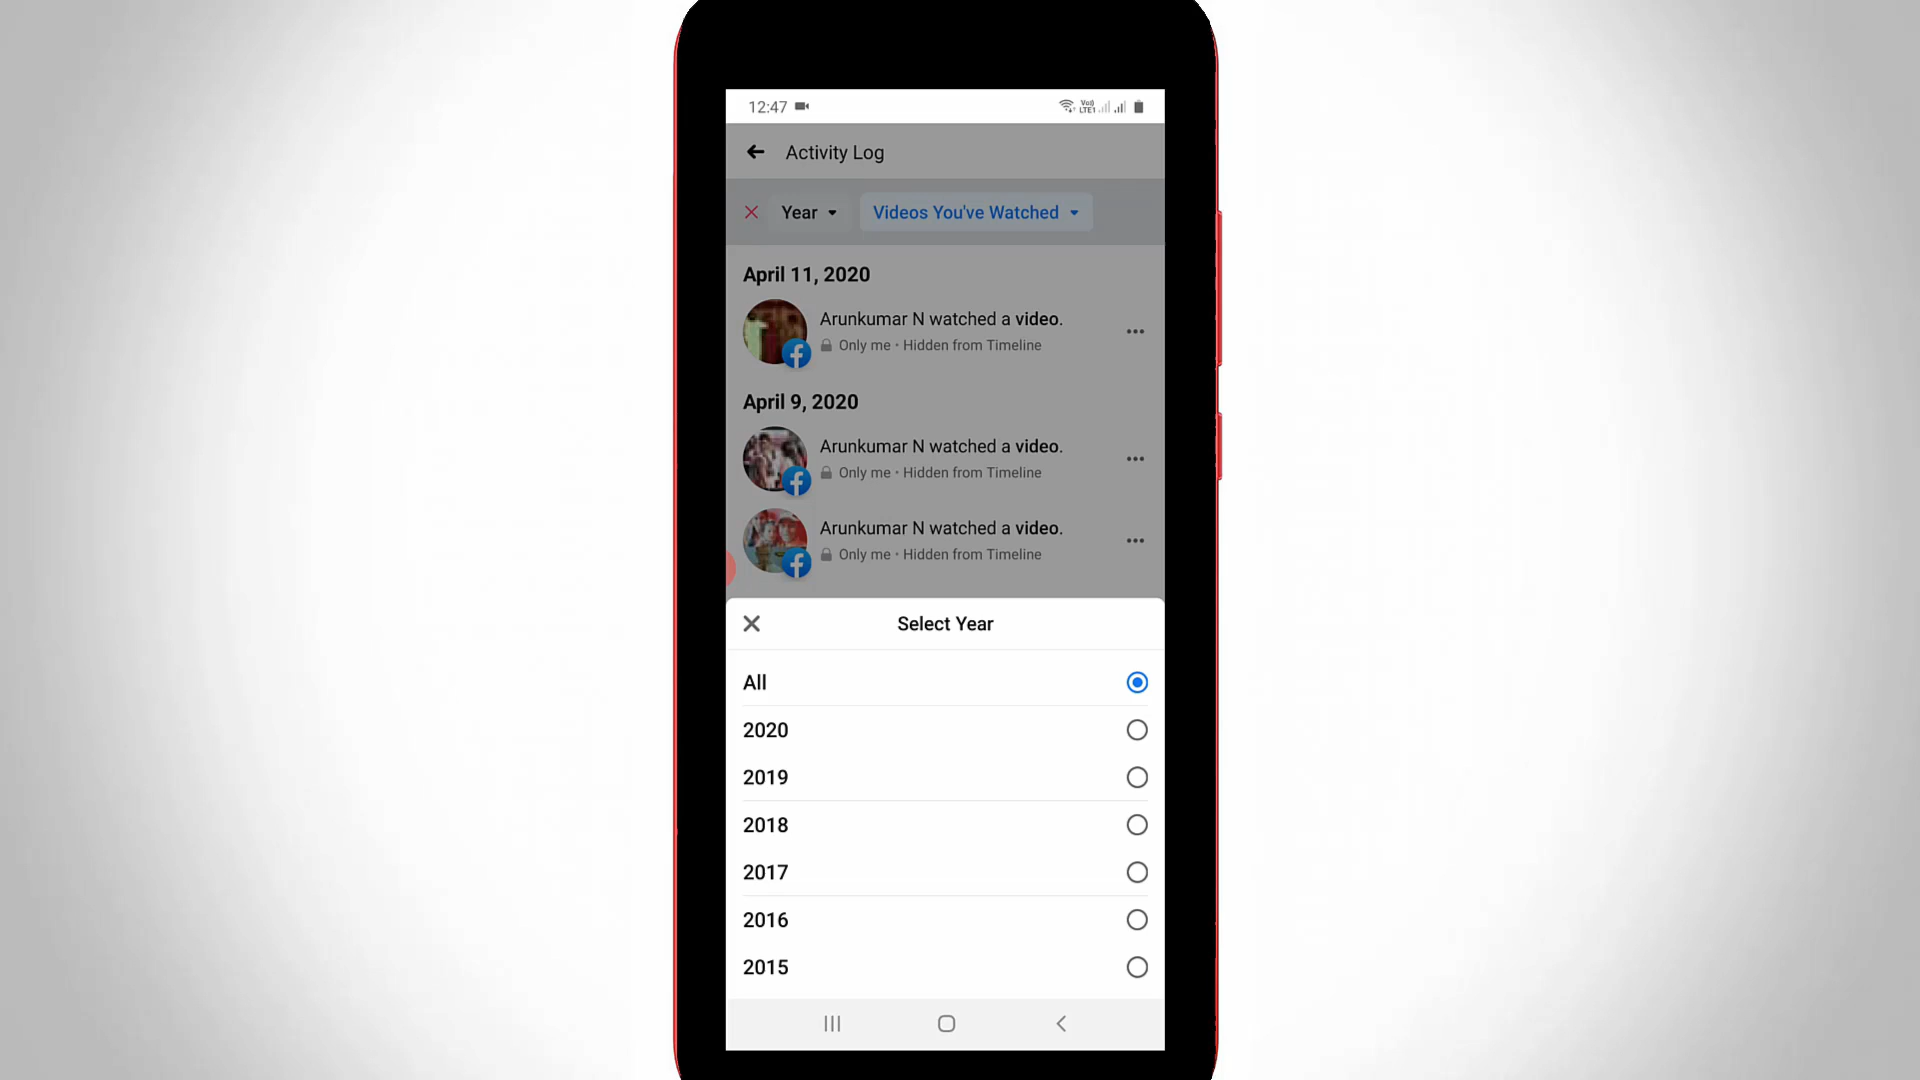 12:47
Vo) LTE1
Activity Log
Year
Videos You've Watched
April 11, 2020
Arunkumar N watched a video.
Only me · Hidden from Timeline
April 9, 2020
Arunkumar N watched a video.
Only me · Hidden from Timeline
Arunkumar N watched a video.
Only me · Hidden from Timeline
Select Year
All
2020
2019
2018
2017
2016
2015